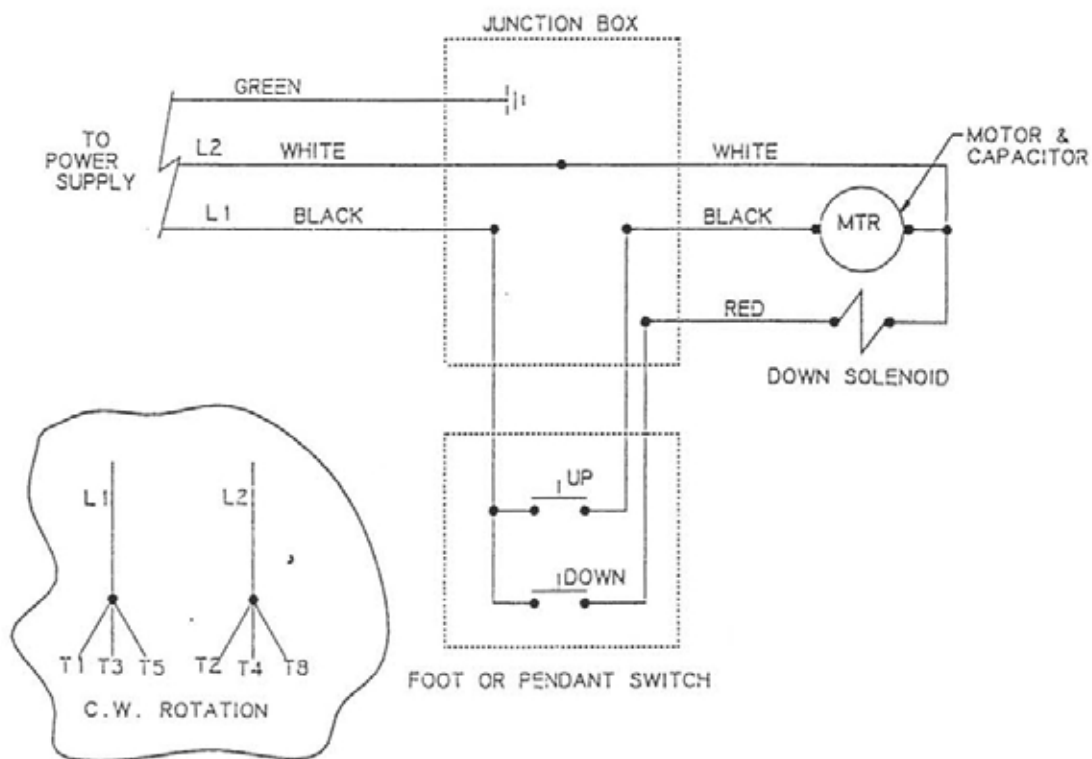 JUNCTION BOX
GREEN
TO
POWER
SUPPLY
L2 WHITE
WHITE
MOTOR &
CAPACITOR
L1 BLACK
BLACK
MTR
RED
DOWN SOLENOID
UP
DOWN
FOOT OR PENDANT SWITCH
L1 L2
T1 T3 T5 T2 T4 T8
C.W. ROTATION